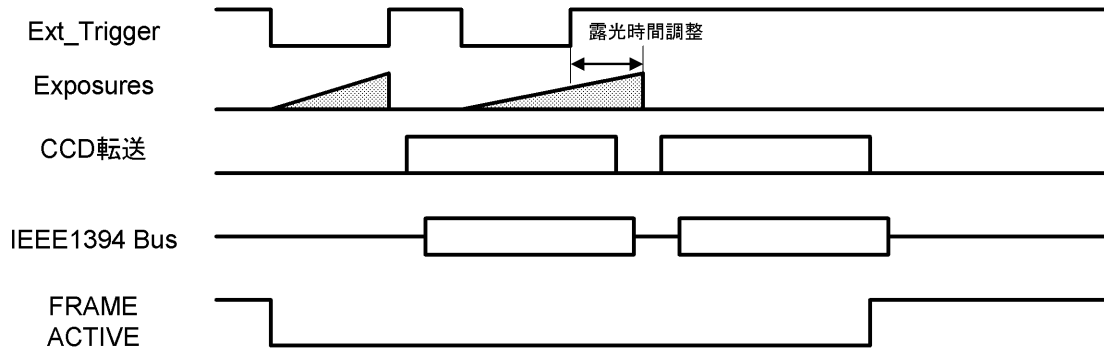 Ext_Trigger
露光時間調整
Exposures
CCD転送
IEEE1394 Bus
FRAME
ACTIVE